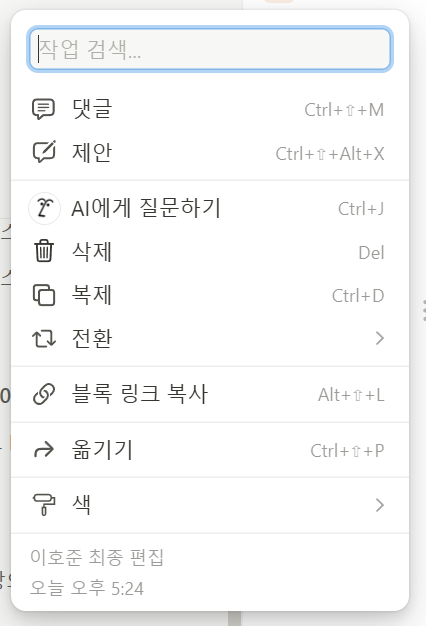 작업 검색...
댓글 Ctrl+⇧+M
제안 Ctrl+⇧+Alt+X
AI에게 질문하기 Ctrl+J
삭제 Del
복제 Ctrl+D
전환
블록 링크 복사 Alt+⇧+L
옮기기 Ctrl+⇧+P
색
이호준 최종 편집
오늘 오후 5:24